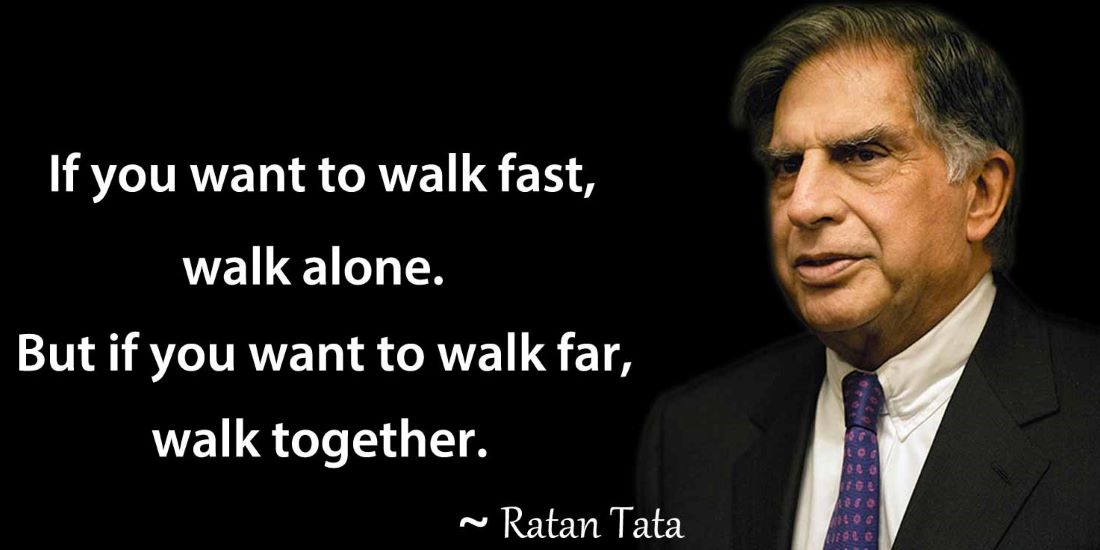 If you want to walk fast,
walk alone.
But if you want to walk far,
walk together.
~ Ratan Tata